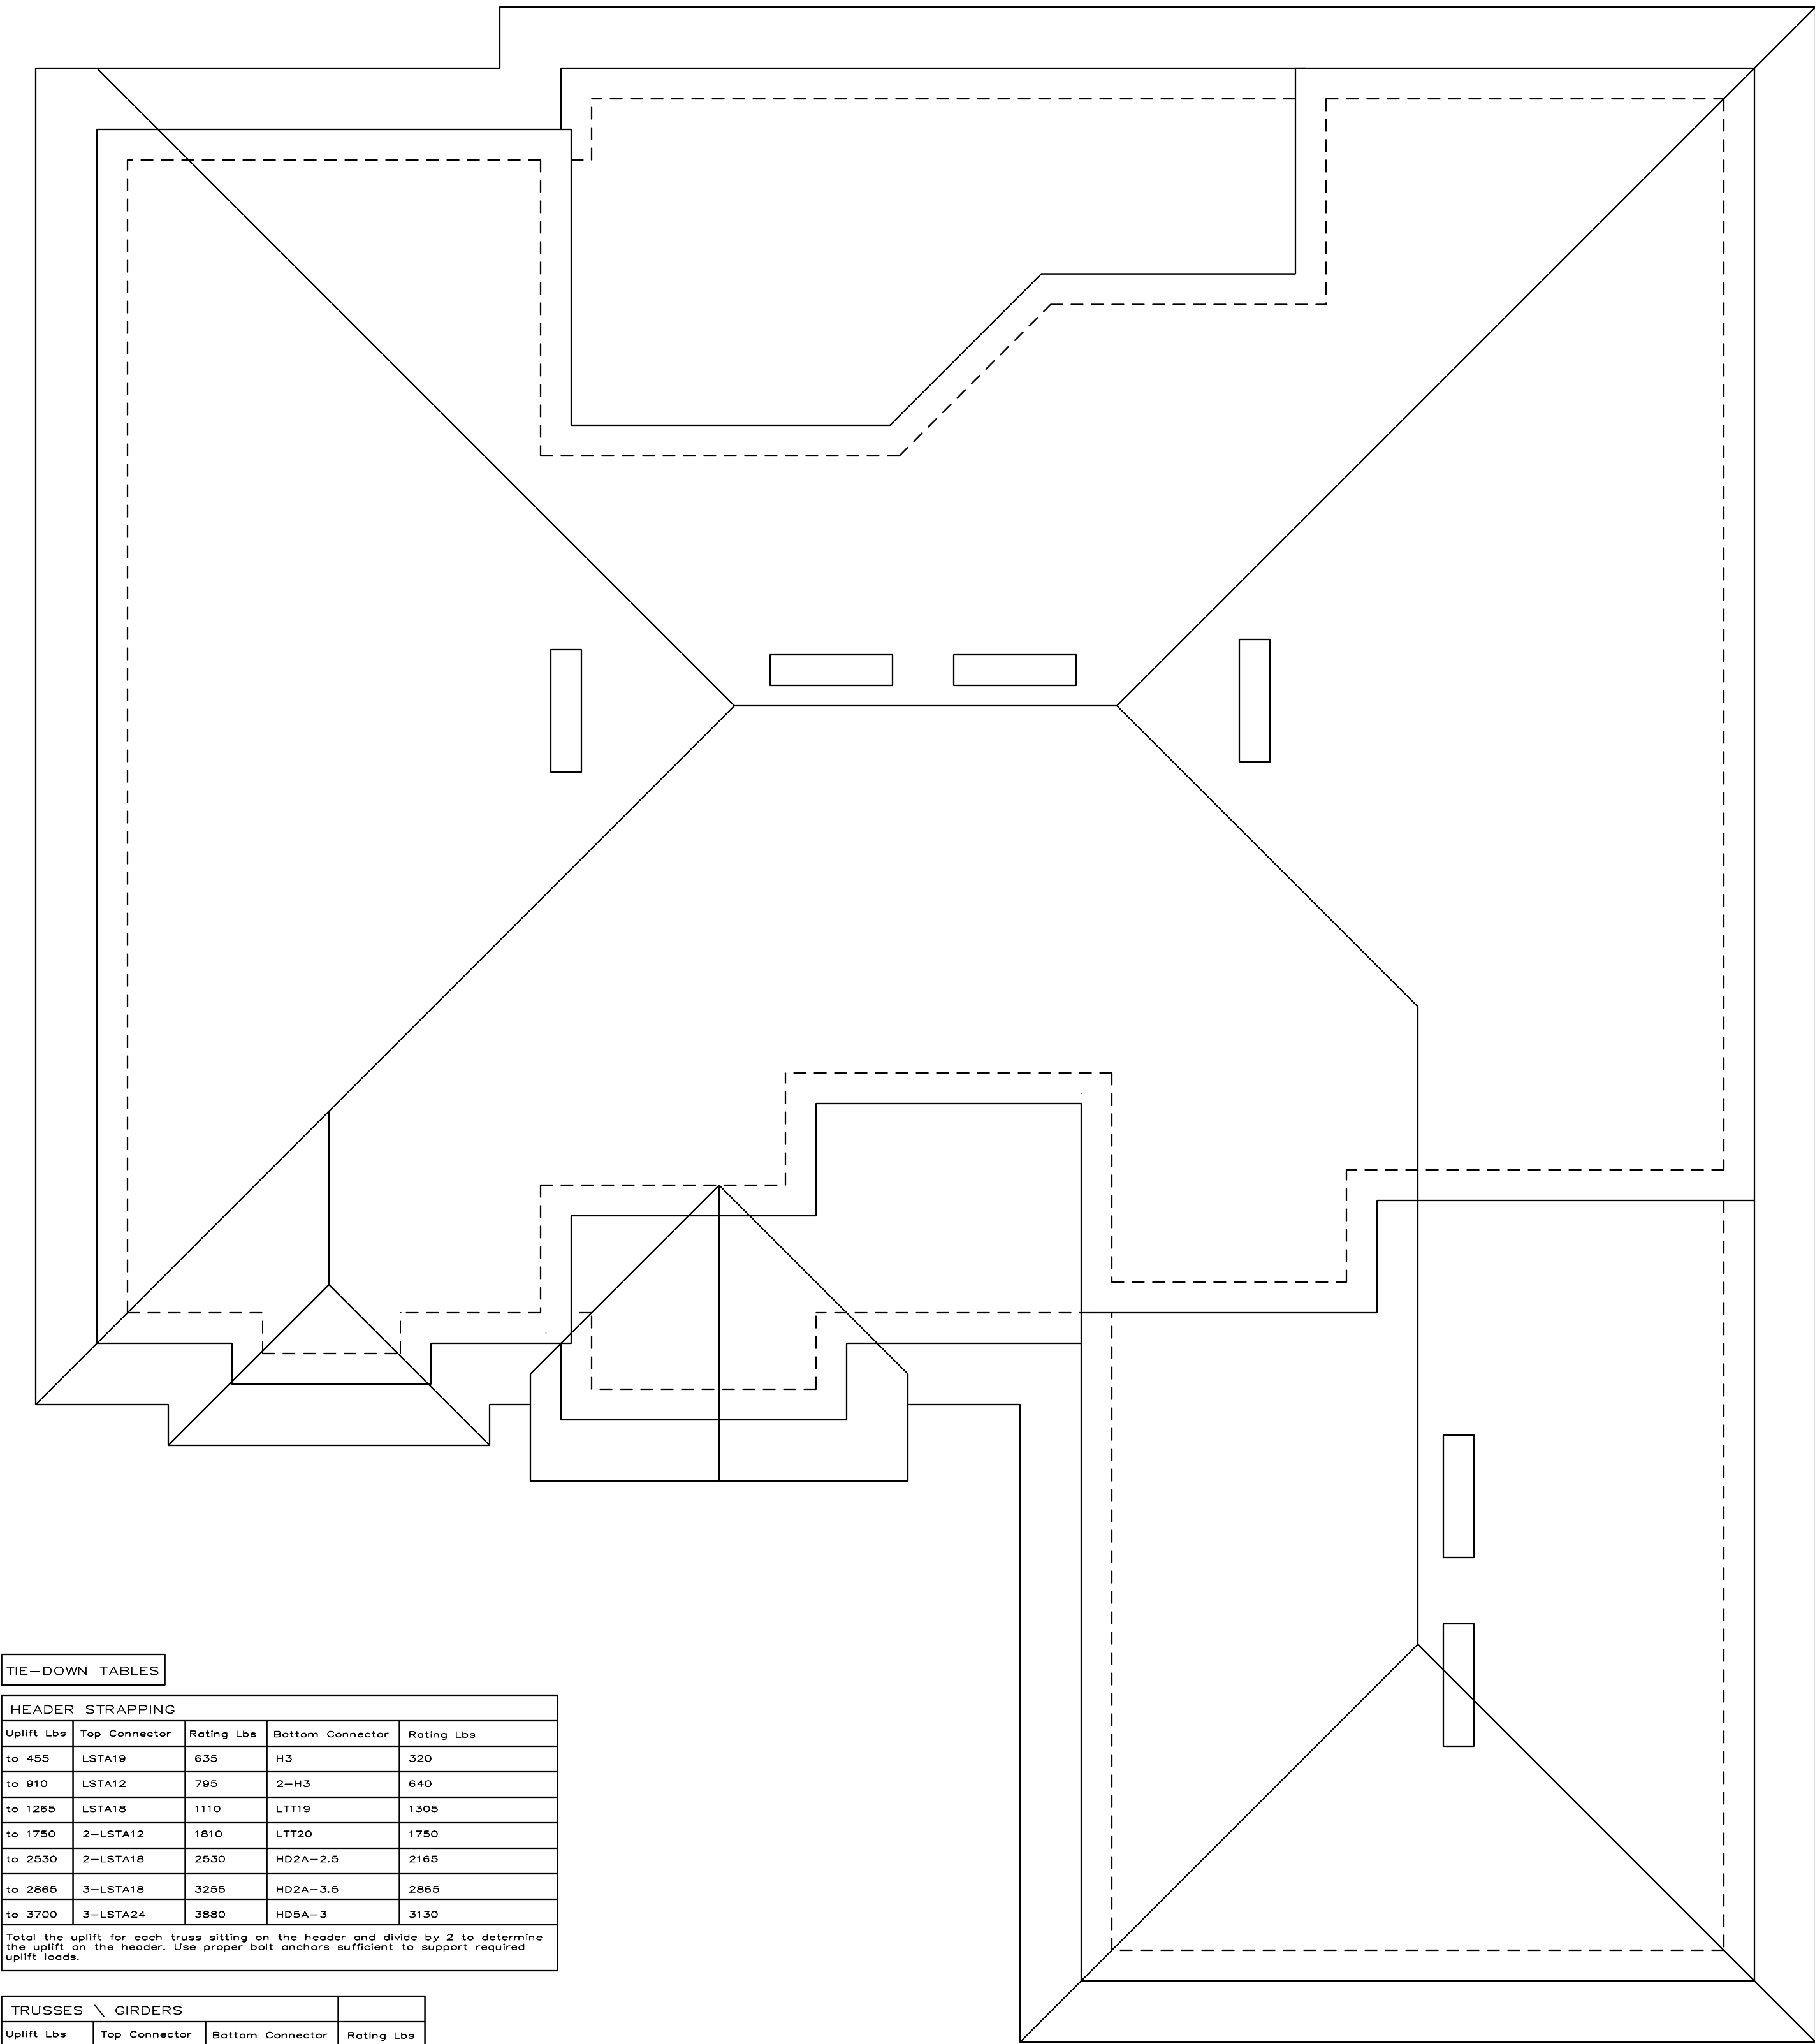 TIE-DOWN TABLES
HEADER STRAPPING
Uplift Lbs Top Connector Rating Lbs Bottom Connector Rating Lbs
to 455 LSTA19 635 H3 320
to 910 LSTA12 795 2-H3 640
to 1265 LSTA18 1110 LTT19 1305
to 1750 2-LSTA12 1810 LTT20 1750
to 2530 2-LSTA18 2530 HD2A-2.5 2165
to 2865 3-LSTA18 3255 HD2A-3.5 2865
to 3700 3-LSTA24 3880 HD5A-3 3130
Total the uplift for each truss sitting on the header and divide by 2 to determine
the uplift on the header. Use proper bolt anchors sufficient to support required
uplift loads.
TRUSSES \ GIRDERS
Uplift Lbs Top Connector Bottom Connector Rating Lbs